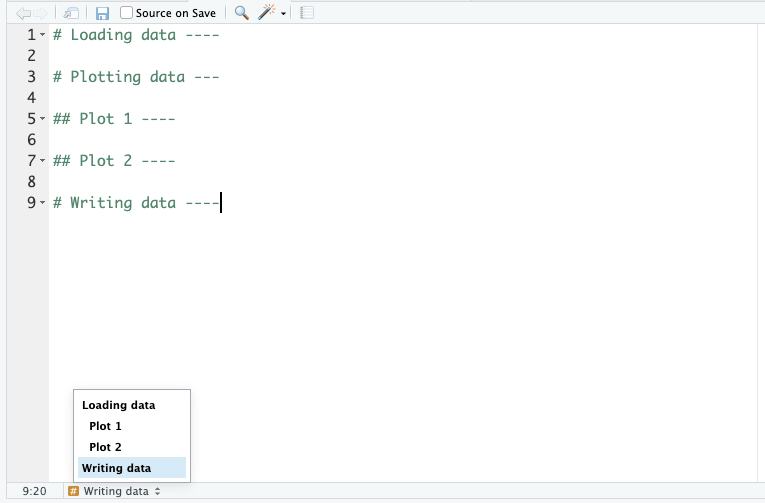 Source on Save
1 # Loading data ----
2
3 # Plotting data ---
4
5 ## Plot 1 ----
6
7 ## Plot 2 ----
8
9 # Writing data ----
Loading data
Plot 1
Plot 2
Writing data
9:20 # Writing data